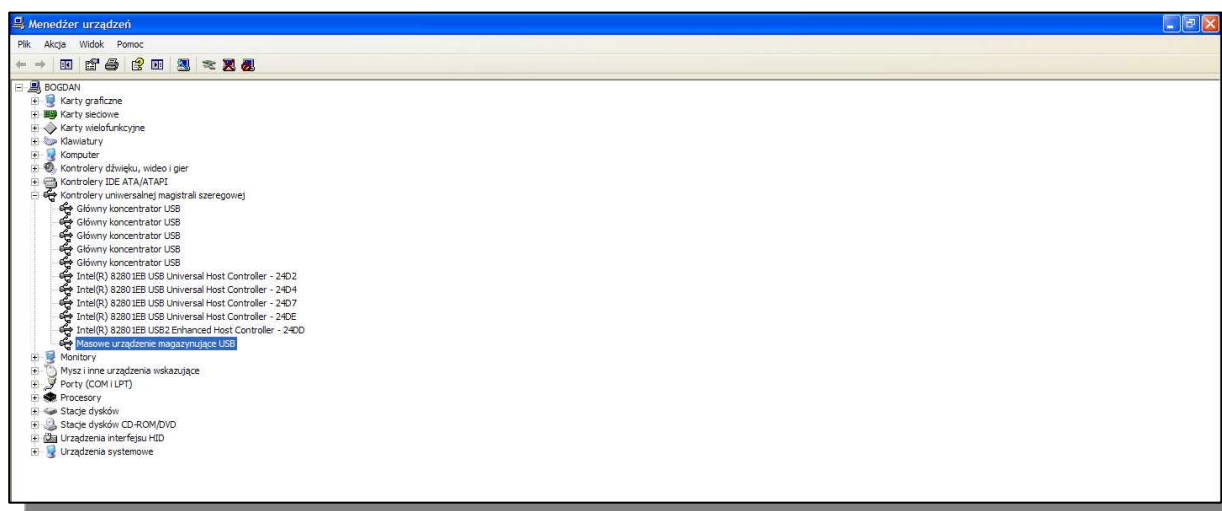 Menedżer urządzeń
Plik Akcja Widok Pomoc
BOGDAN
Karty graficzne
Karty sieciowe
Karty wielofunkcyjne
Klawiatury
Komputer
Kontrolery dźwięku, wideo i gier
Kontrolery IDE ATA/ATAPI
Kontrolery uniwersalnej magistrali szeregowej
Główny koncentrator USB
Główny koncentrator USB
Główny koncentrator USB
Główny koncentrator USB
Główny koncentrator USB
Intel(R) 82801EB USB Universal Host Controller - 24D2
Intel(R) 82801EB USB Universal Host Controller - 24D4
Intel(R) 82801EB USB Universal Host Controller - 24D7
Intel(R) 82801EB USB Universal Host Controller - 24DE
Intel(R) 82801EB USB2 Enhanced Host Controller - 24DD
Masowe urządzenie magazynujące USB
Monitory
Mysz i inne urządzenia wskazujące
Porty (COM i LPT)
Procesory
Stacje dysków
Stacje dysków CD-ROM/DVD
Urządzenia interfejsu HID
Urządzenia systemowe